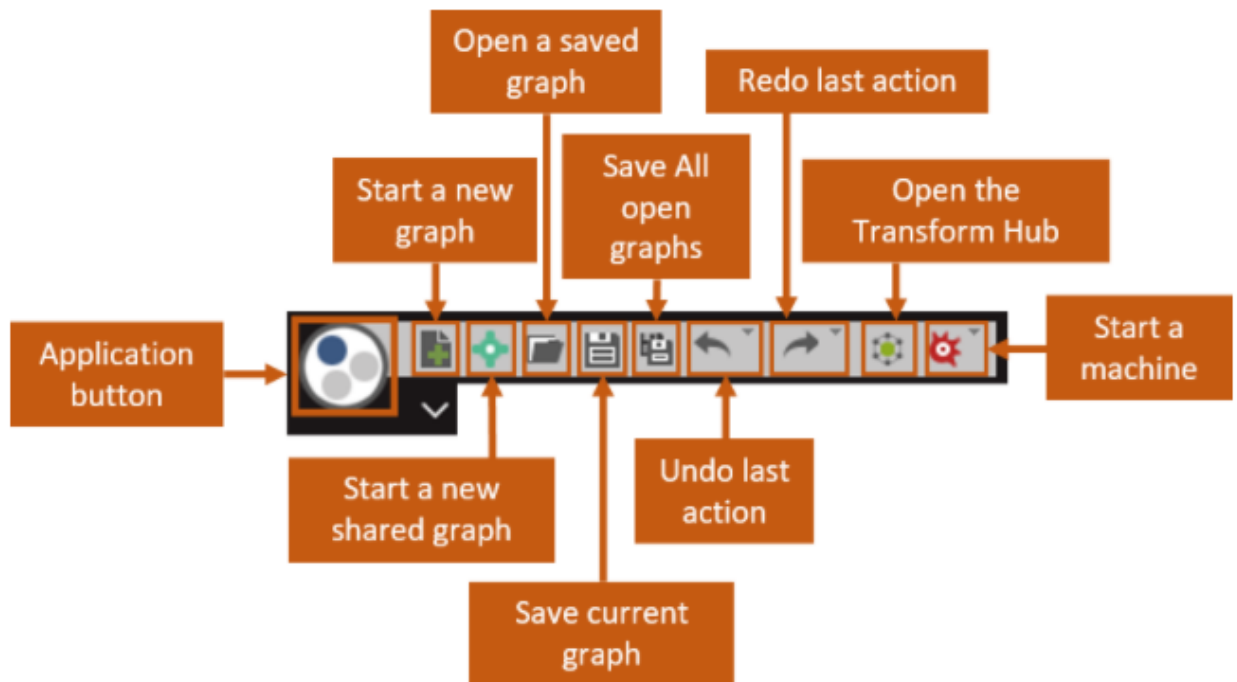 Open a saved
graph
Redo last action
Save All
open
graphs
Start a new
graph
Open the
Transform Hub
Application
button
Start a
machine
Start a new
shared graph
Undo last
action
Save current
graph